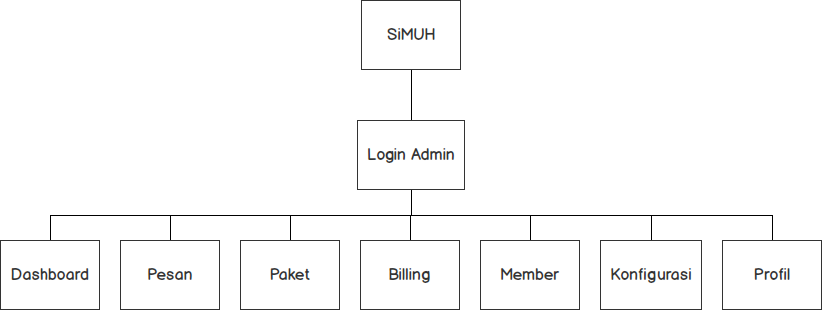 SiMUH
Login Admin
Dashboard
Pesan
Paket
Billing
Member
Konfigurasi
Profil